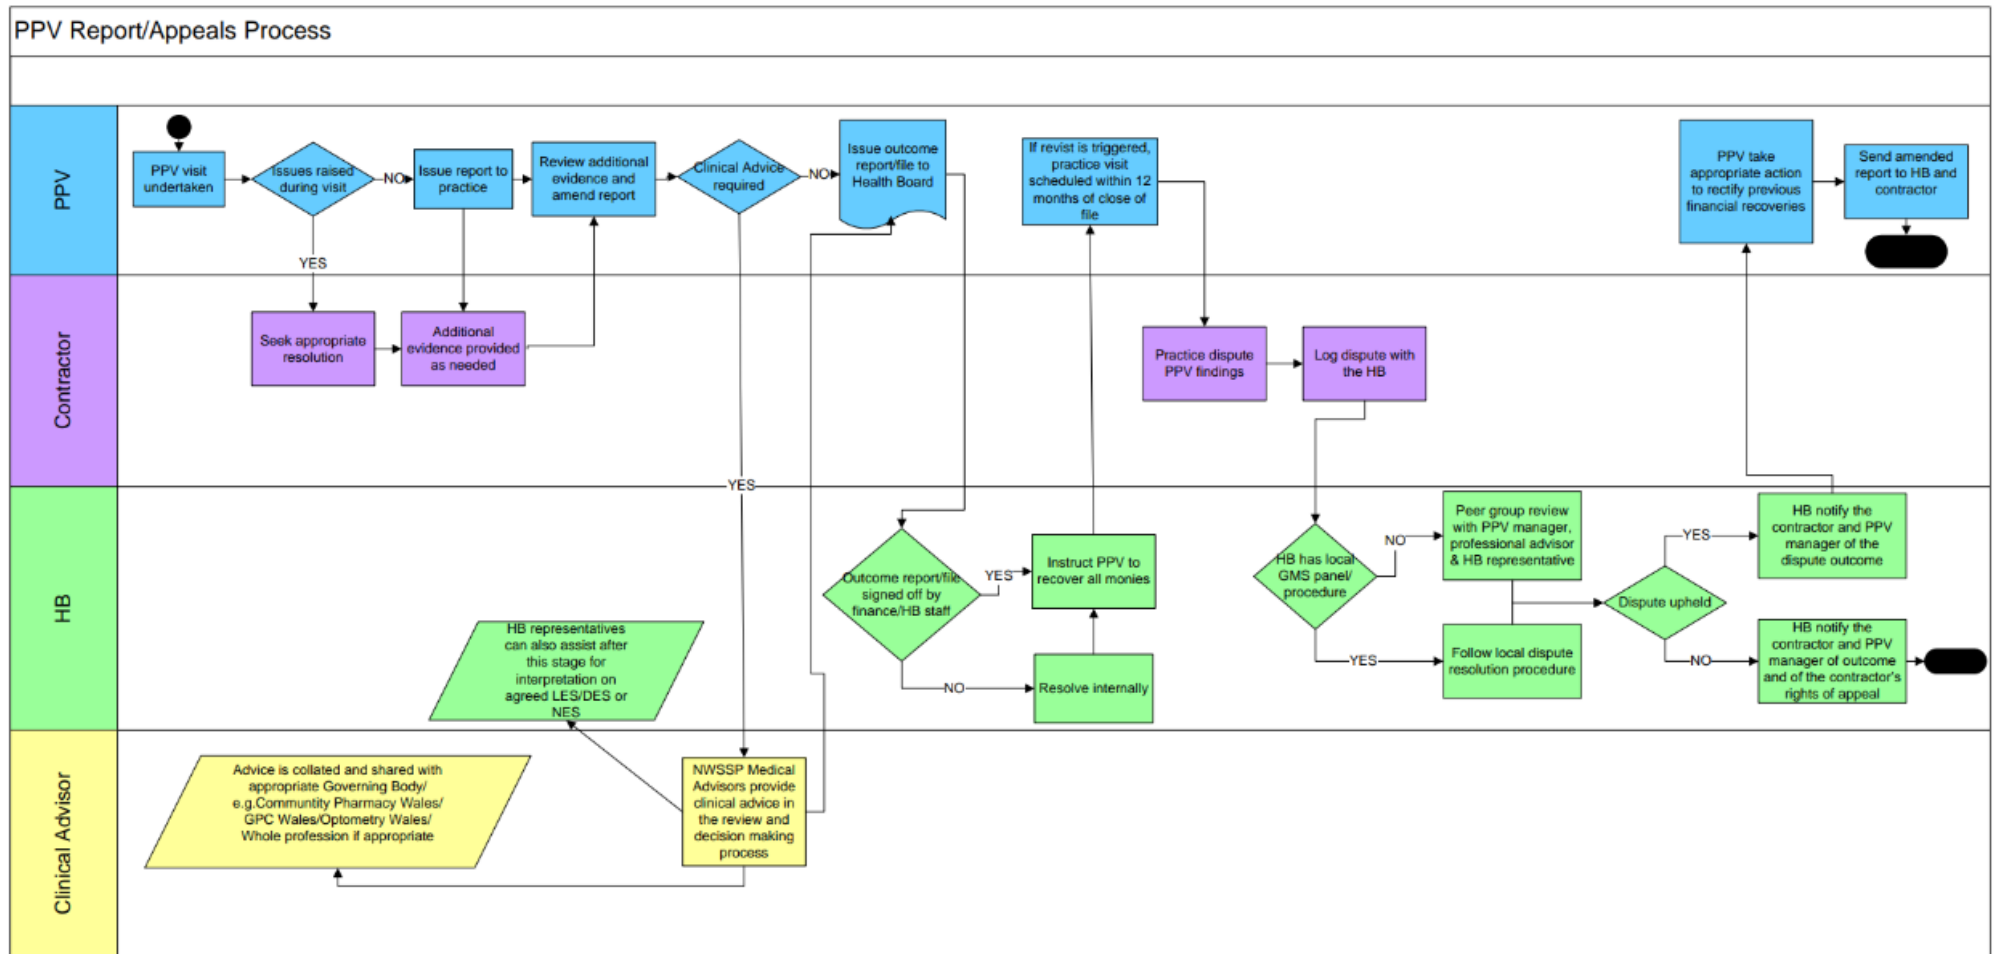 PPV Report/Appeals Process
PPV
PPV visit
undertaken
Issues raised
during visit
NO
YES
Issue report to
practice
Review additional
evidence and
amend report
Clinical Advice
required
NO
YES
Issue outcome
report/file to
Health Board
If revist is triggered,
practice visit
scheduled within 12
months of close of
file
PPV take
appropriate action
to rectify previous
financial recoveries
Send amended
report to HB and
contractor
Contractor
Seek appropriate
resolution
Additional
evidence provided
as needed
Practice dispute
PPV findings
Log dispute with
the HB
HB
HB representatives
can also assist after
this stage for
interpretation on
agreed LES/DES or
NES
Outcome report/file
signed off by
finance/HB staff
YES
NO
Instruct PPV to
recover all monies
Resolve internally
HB has local
GMS panel/
procedure
NO
YES
Peer group review
with PPV manager,
professional advisor
& HB representative
Follow local dispute
resolution procedure
Dispute upheld
YES
NO
HB notify the
contractor and PPV
manager of the
dispute outcome
HB notify the
contractor and PPV
manager of outcome
and of the contractor's
rights of appeal
Clinical Advisor
Advice is collated and shared with
appropriate Governing Body/
e.g.Communtity Pharmacy Wales/
GPC Wales/Optometry Wales/
Whole profession if appropriate
NWSSP Medical
Advisors provide
clinical advice in
the review and
decision making
process